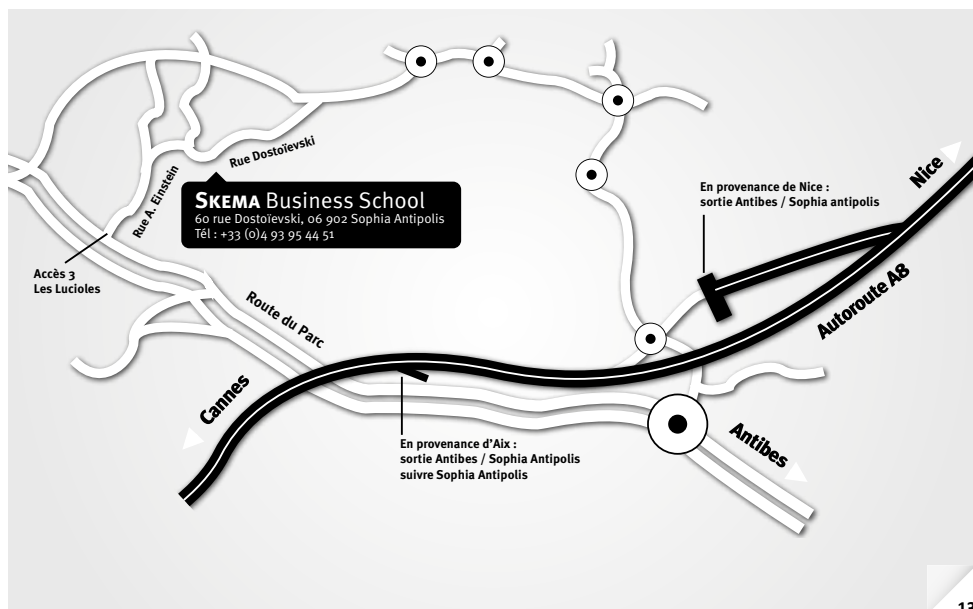 Rue Dostoïevski
Rue A. Einstein
SKEMA Business School
60 rue Dostoïevski, 06 902 Sophia Antipolis
Tél : +33 (0)4 93 95 44 51
En provenance de Nice :
sortie Antibes / Sophia antipolis
Nice
Accès 3
Les Lucioles
Route du Parc
Autoroute A8
Cannes
En provenance d’Aix :
sortie Antibes / Sophia Antipolis
suivre Sophia Antipolis
Antibes